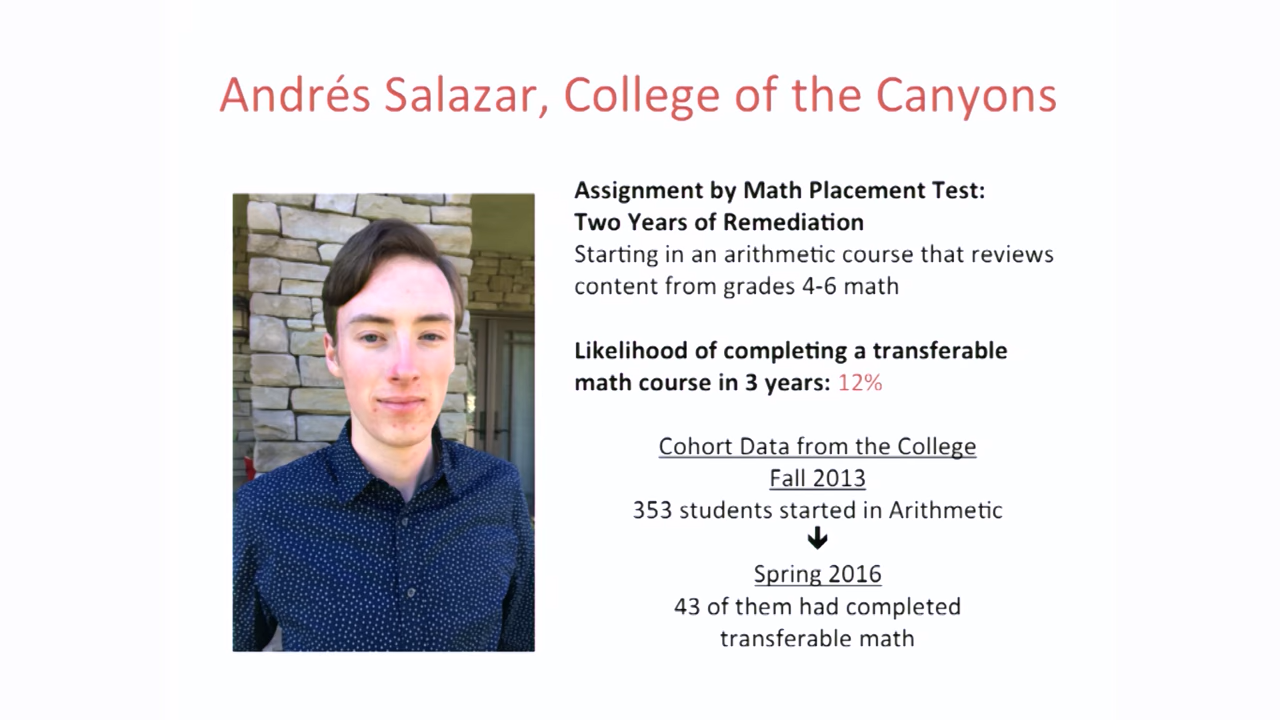 Andrés Salazar, College of the Canyons
Assignment by Math Placement Test:
Two Years of Remediation
Starting in an arithmetic course that reviews
content from grades 4-6 math
Likelihood of completing a transferable
math course in 3 years: 12%
Cohort Data from the College
Fall 2013
353 students started in Arithmetic
↓
Spring 2016
43 of them had completed
transferable math